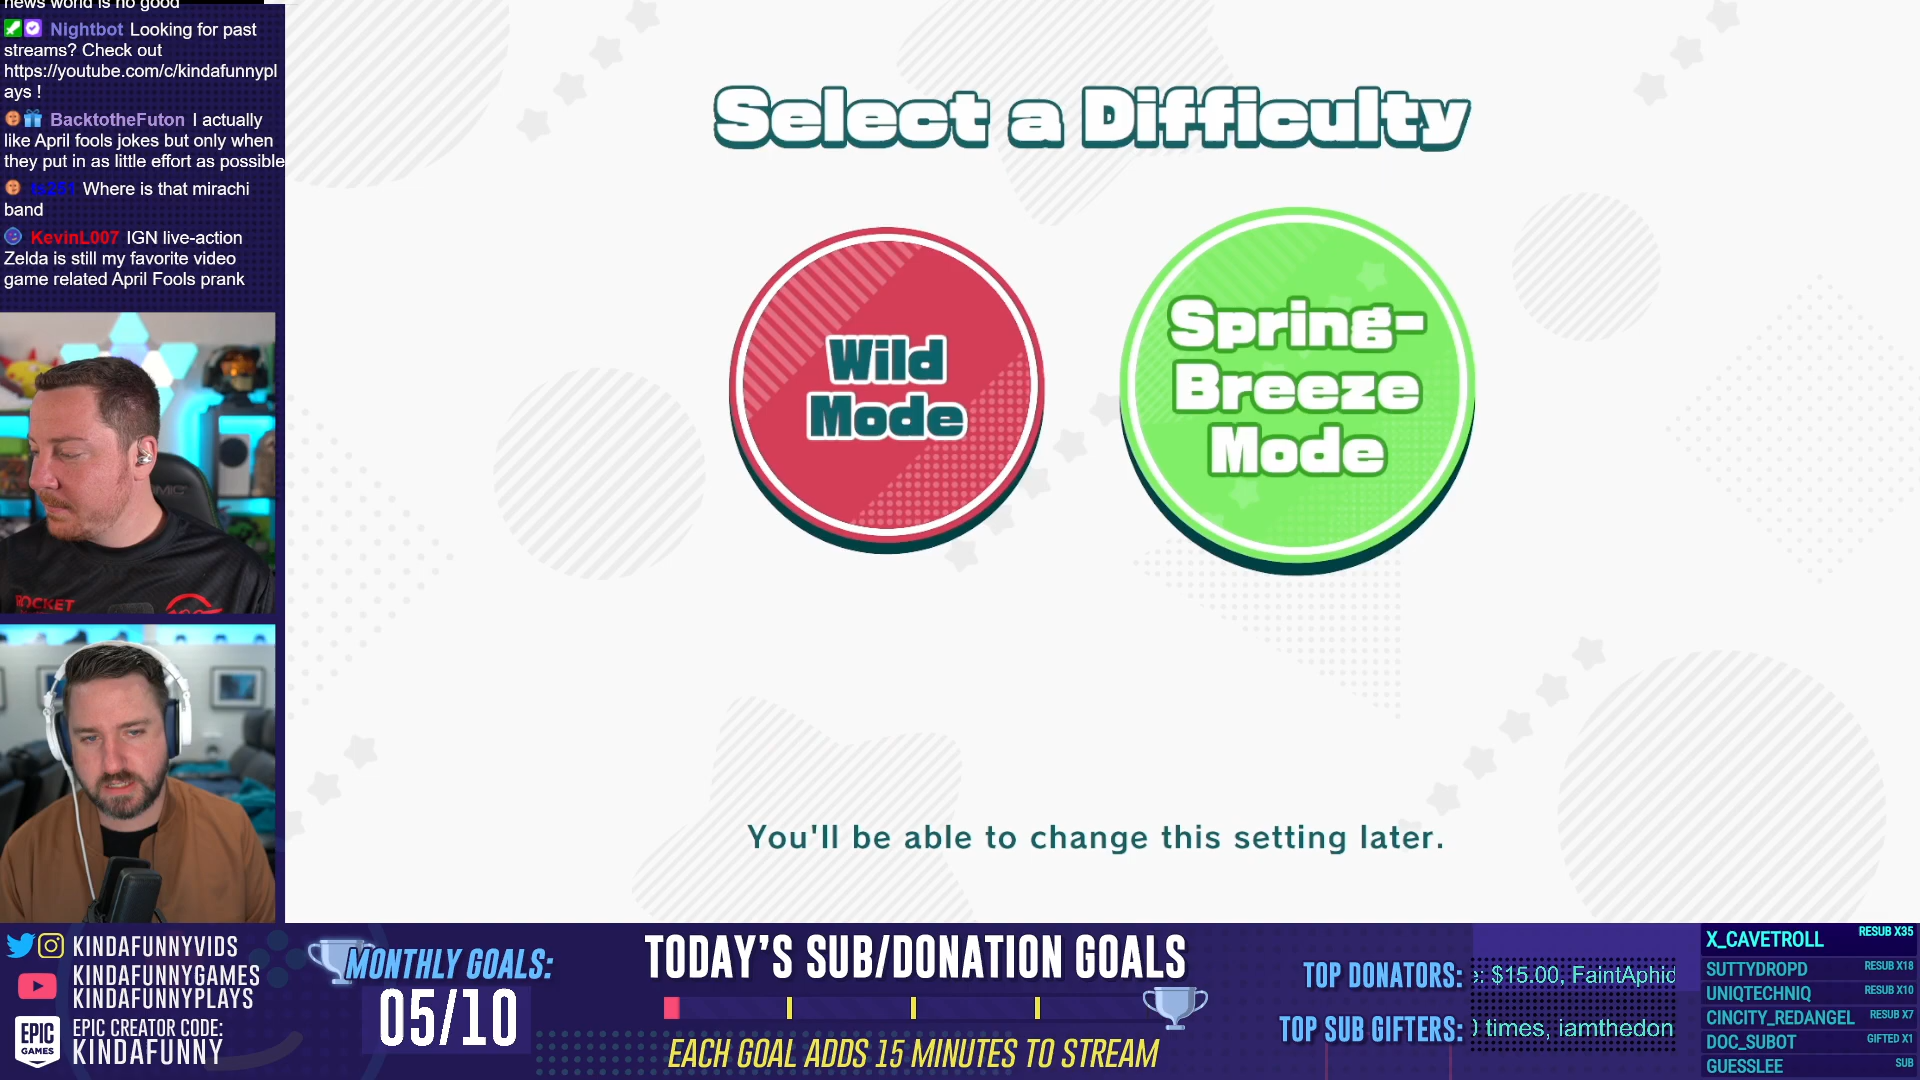 news world is no good
Nightbot Looking for past
streams? Check out
https://youtube.com/c/kindafunnypl
ays !
BacktotheFuton I actually
like April fools jokes but only when
they put in as little effort as possible
Where is that mirachi
band
KevinL007 IGN live-action
Zelda is still my favorite video
game related April Fools prank
Select a Difficulty
Wild
Mode
Spring-
Breeze
Mode
You'll be able to change this setting later.
ROCKET
KINDAFUNNYVIDS
KINDAFUNNYGAMES
KINDAFUNNYPLAYS
EPIC GAMES
EPIC CREATOR CODE:
KINDAFUNNY
MONTHLY GOALS:
05/10
TODAY'S SUB/DONATION GOALS
EACH GOAL ADDS 15 MINUTES TO STREAM
TOP DONATORS: : $15.00, FaintAphid
TOP SUB GIFTERS: times, iamthedon
X_CAVETROLL RESUB X35
SUTTYDROPD RESUB X18
UNIQTECHNIQ RESUB X10
CINCITY_REDANGEL RESUB X7
DOC_SUBOT GIFTED X1
GUESSLEE SUB